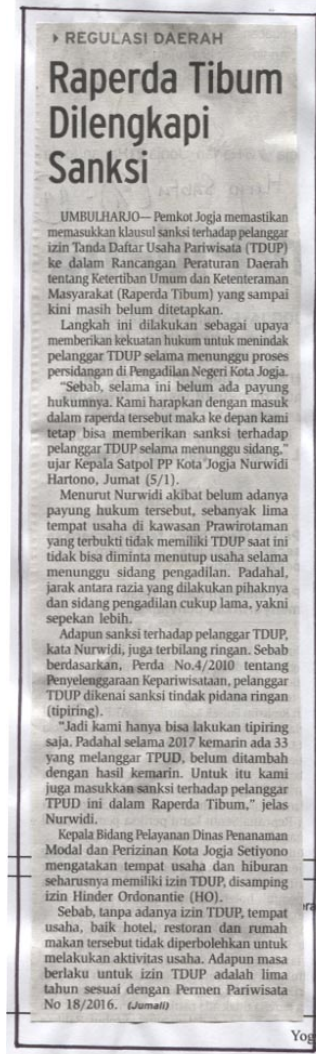 REGULASI DAERAH
Raperda Tibum
Dilengkapi
Sanksi
UMBULHARJO— Pemkot Jogja memastikan
memasukkan klausul sanksi terhadap pelanggar
izin Tanda Daftar Usaha Pariwisata (TDUP)
ke dalam Rancangan Peraturan Daerah
tentang Ketertiban Umum dan Ketenteraman
Masyarakat (Raperda Tibum) yang sampai
kini masih belum ditetapkan.
Langkah ini dilakukan sebagai upaya
memberikan kekuatan hukum untuk menindak
pelanggar TDUP selama menunggu proses
persidangan di Pengadilan Negeri Kota Jogja.
“Sebab, selama ini belum ada payung
hukumnya. Kami harapkan dengan masuk
dalam raperda tersebut maka ke depan kami
tetap bisa memberikan sanksi terhadap
pelanggar TDUP selama menunggu sidang,”
ujar Kepala Satpol PP Kota Jogja Nurwidi
Hartono, Jumat (5/1).
Menurut Nurwidi akibat belum adanya
payung hukum tersebut, sebanyak lima
tempat usaha di kawasan Prawirotaman
yang terbukti tidak memiliki TDUP saat ini
tidak bisa diminta menutup usaha selama
menunggu sidang pengadilan. Padahal,
jarak antara razia yang dilakukan pihaknya
dan sidang pengadilan cukup lama, yakni
sepekan lebih.
Adapun sanksi terhadap pelanggar TDUP,
kata Nurwidi, juga terbilang ringan. Sebab
berdasarkan, Perda No.4/2010 tentang
Penyelenggaraan Kepariwisataan, pelanggar
TDUP dikenai sanksi tindak pidana ringan
(tipiring).
“Jadi kami hanya bisa lakukan tipiring
saja. Padahal selama 2017 kemarin ada 33
yang melanggar TPUD, belum ditambah
dengan hasil kemarin. Untuk itu kami
juga masukkan sanksi terhadap pelanggar
TPUD ini dalam Raperda Tibum,” jelas
Nurwidi.
Kepala Bidang Pelayanan Dinas Penanaman
Modal dan Perizinan Kota Jogja Setiyono
mengatakan tempat usaha dan hiburan
seharusnya memiliki izin TDUP, disamping
izin Hinder Ordonantie (HO).
Sebab, tanpa adanya izin TDUP, tempat
usaha, baik hotel, restoran dan rumah
makan tersebut tidak diperbolehkan untuk
melakukan aktivitas usaha. Adapun masa
berlaku untuk izin TDUP adalah lima
tahun sesuai dengan Permen Pariwisata
No 18/2016. (Jumali)
Yog